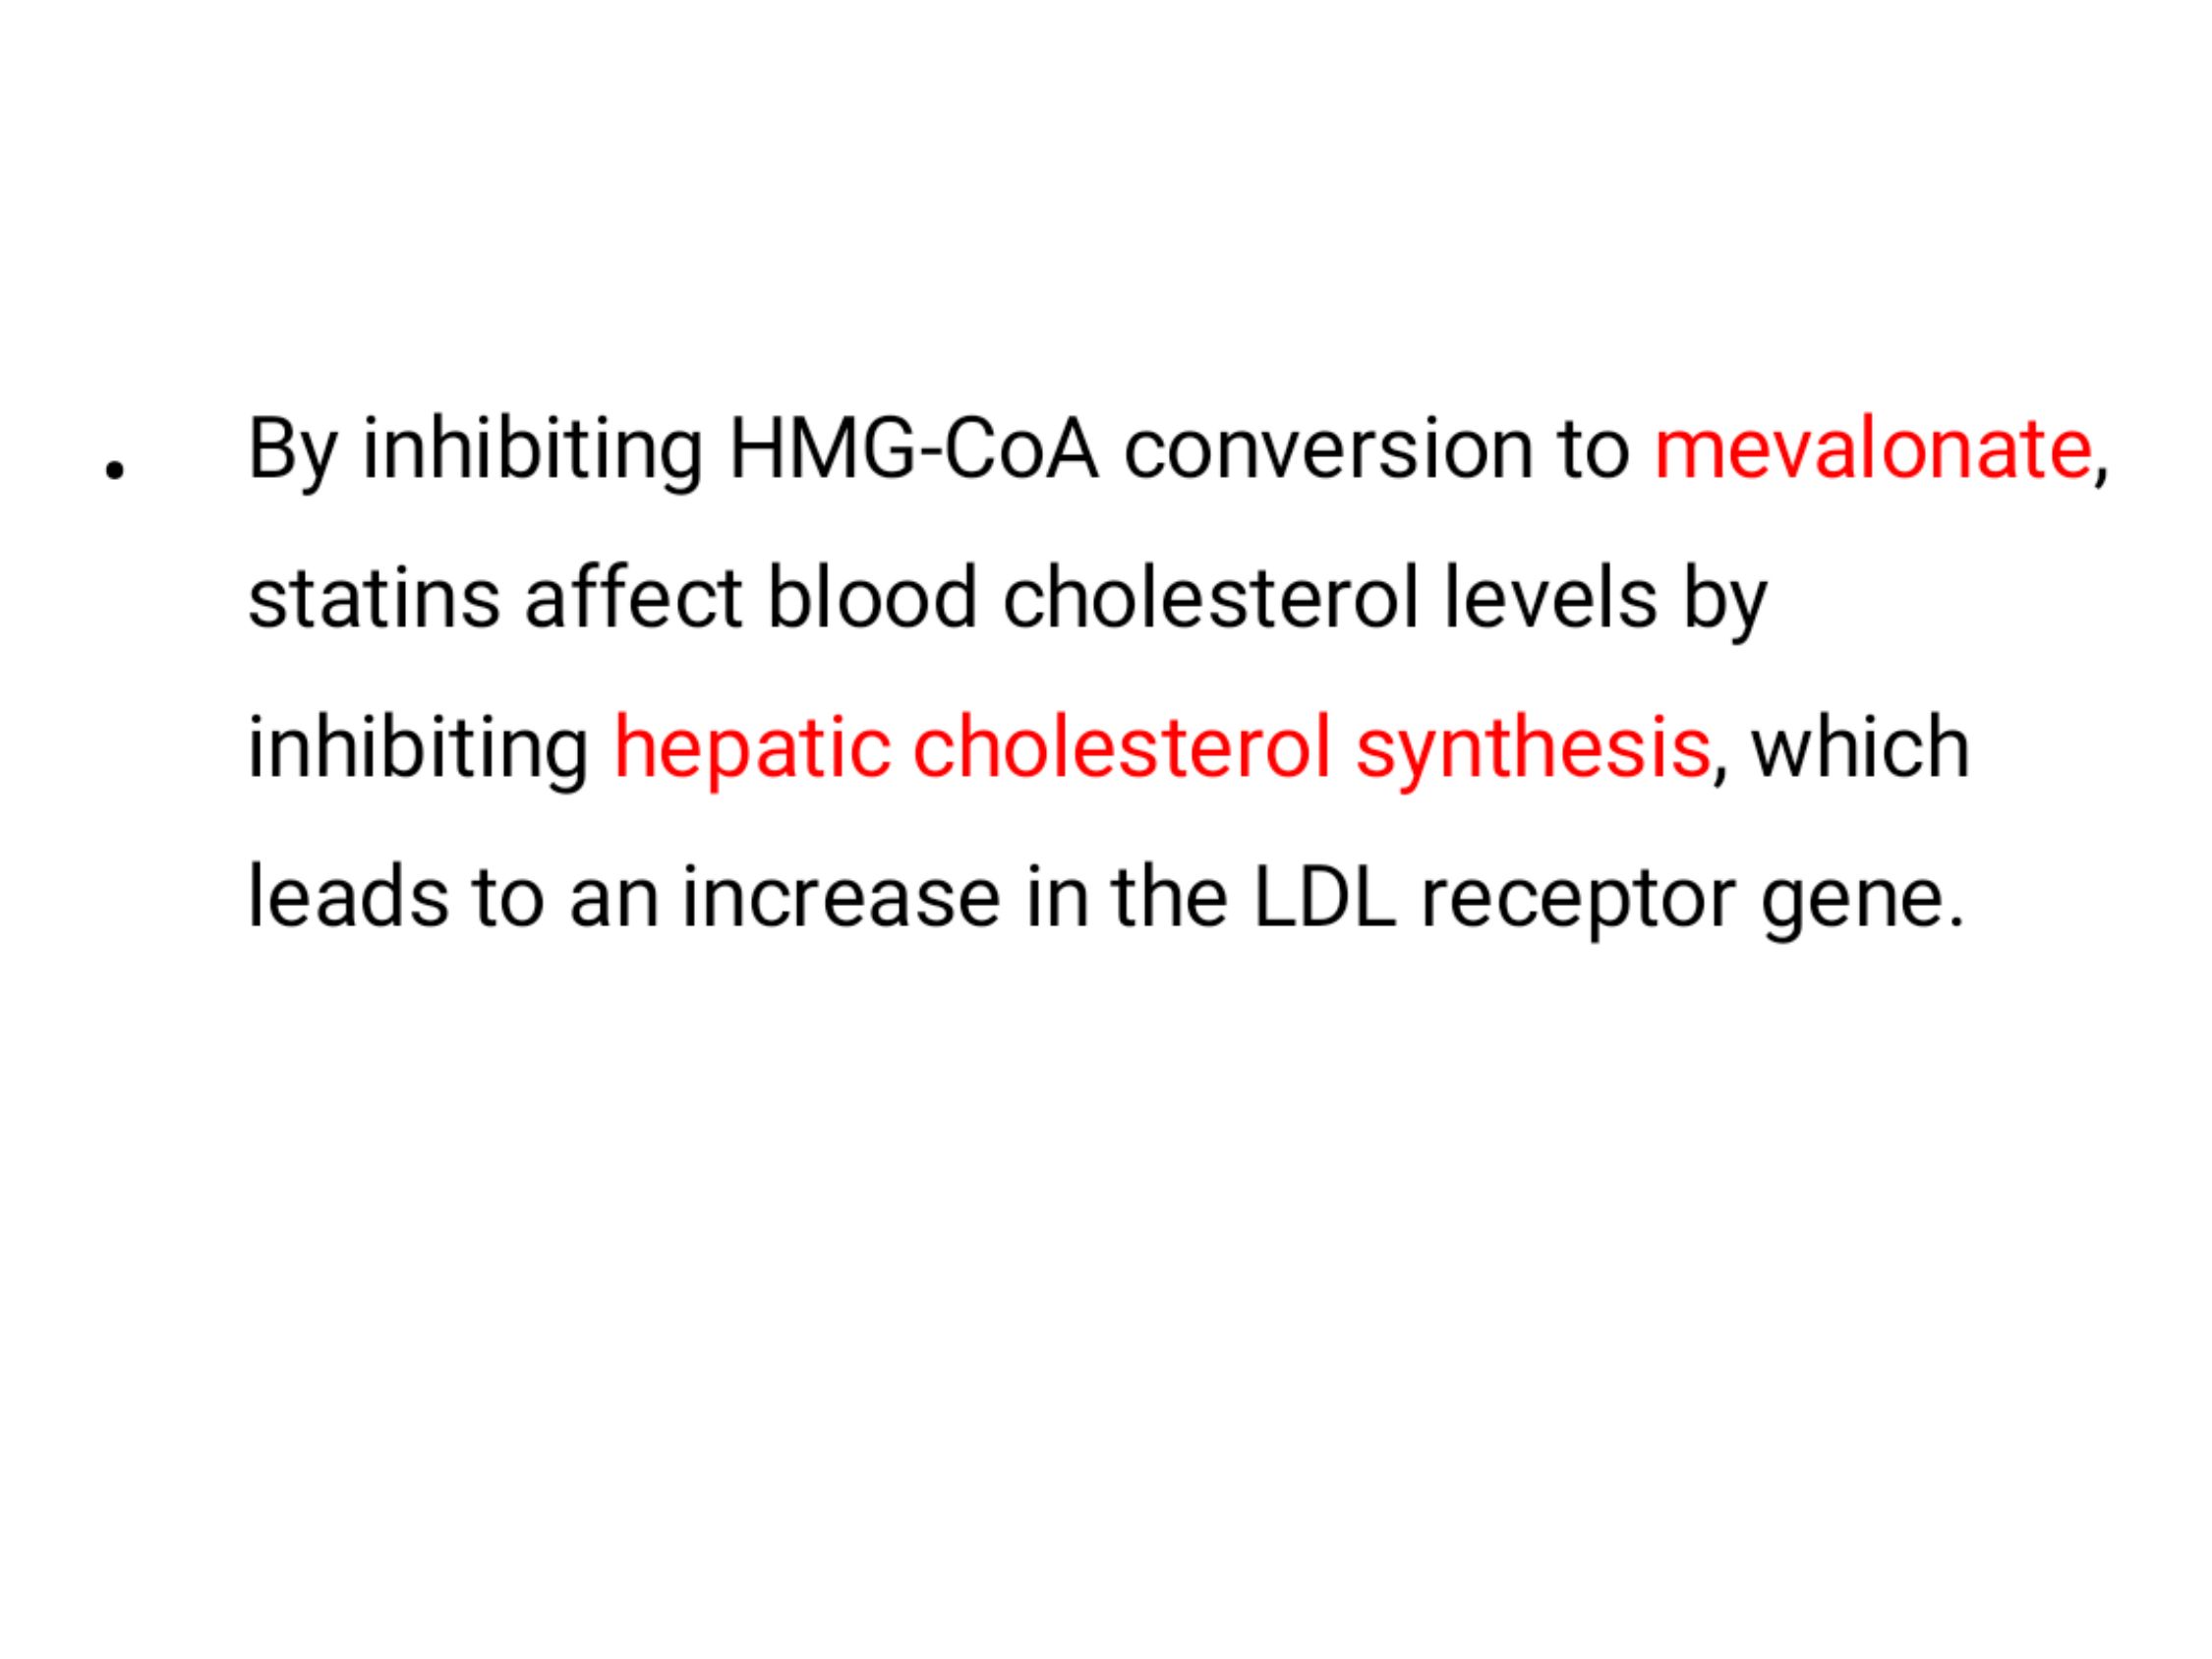 • By inhibiting HMG-CoA conversion to mevalonate,
statins affect blood cholesterol levels by
inhibiting hepatic cholesterol synthesis, which
leads to an increase in the LDL receptor gene.